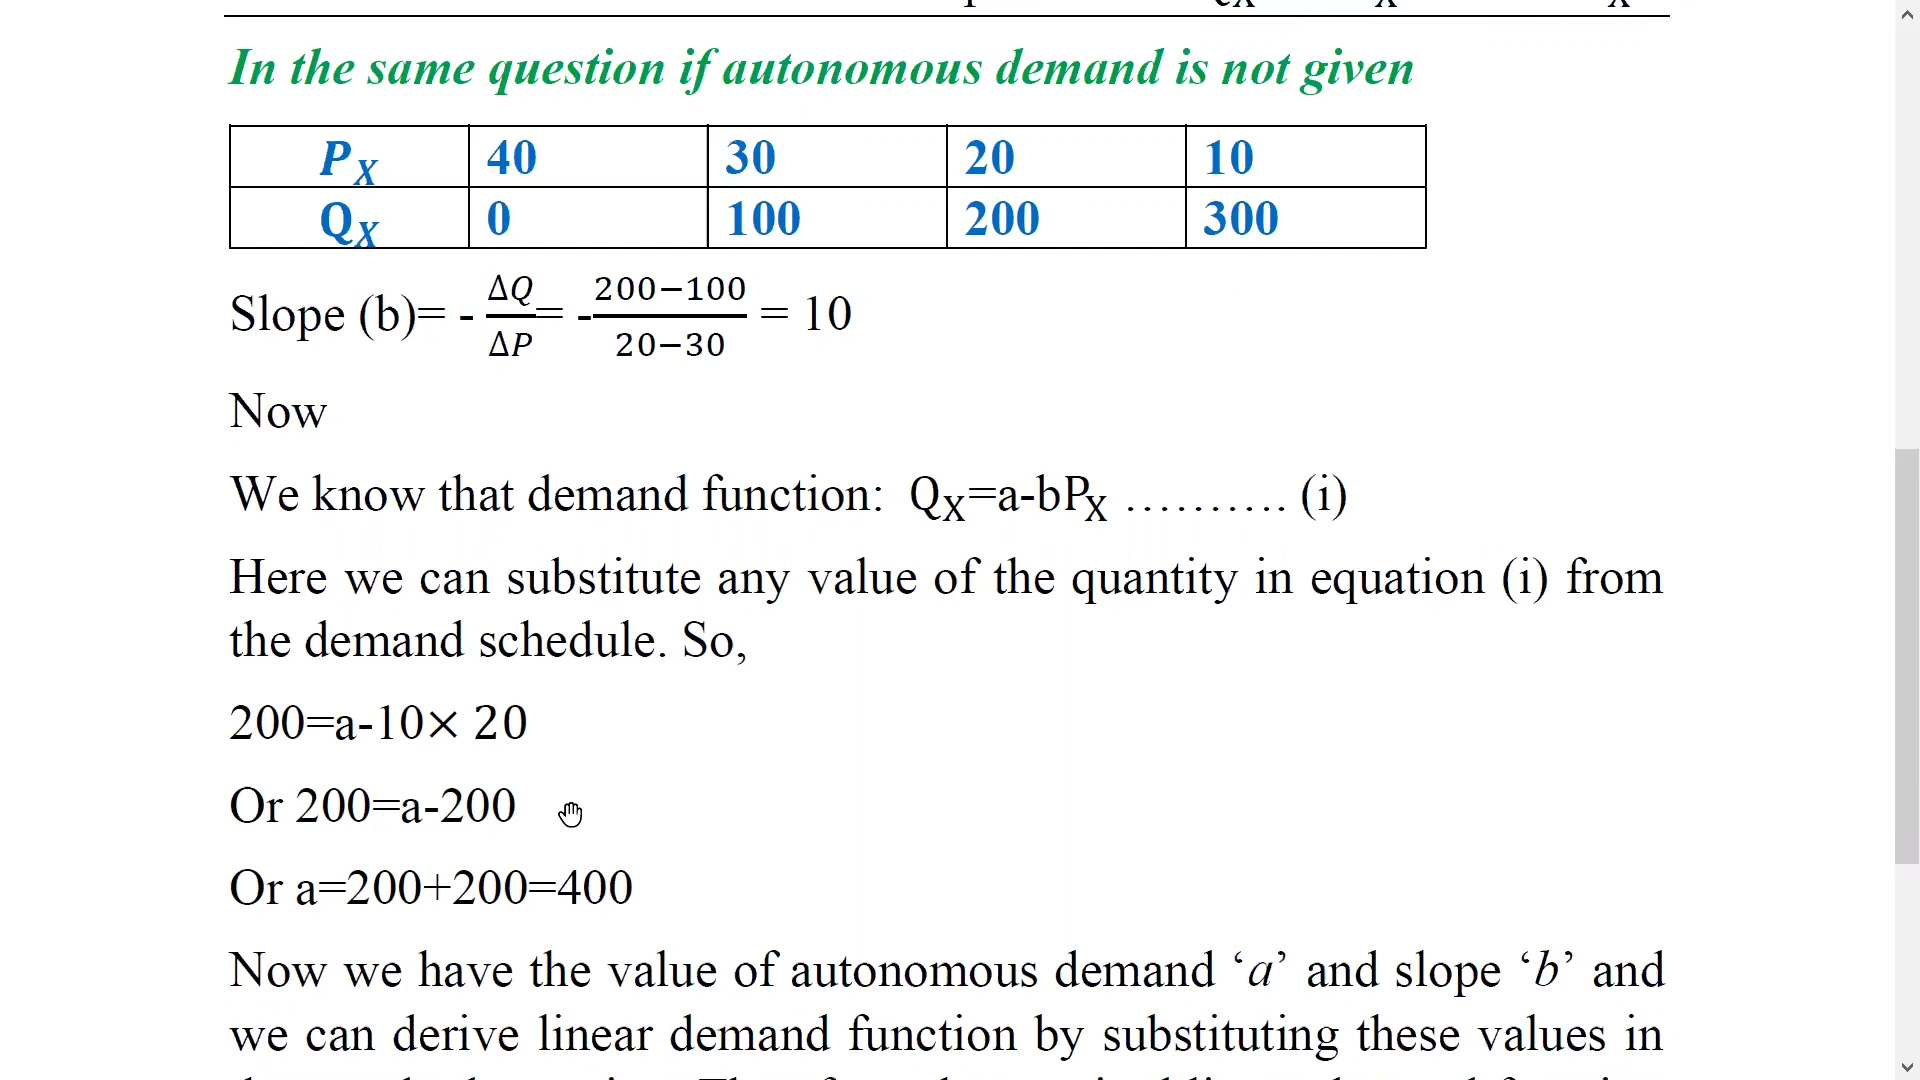 In the same question if autonomous demand is not given
P_X 40 30 20 10
Q_X 0 100 200 300
Slope (b)= - ΔQ/ΔP = - 200−100/20−30 = 10
Now
We know that demand function: Q_X=a-bP_X ………. (i)
Here we can substitute any value of the quantity in equation (i) from
the demand schedule. So,
200=a-10× 20
Or 200=a-200
Or a=200+200=400
Now we have the value of autonomous demand ‘a’ and slope ‘b’ and
we can derive linear demand function by substituting these values in